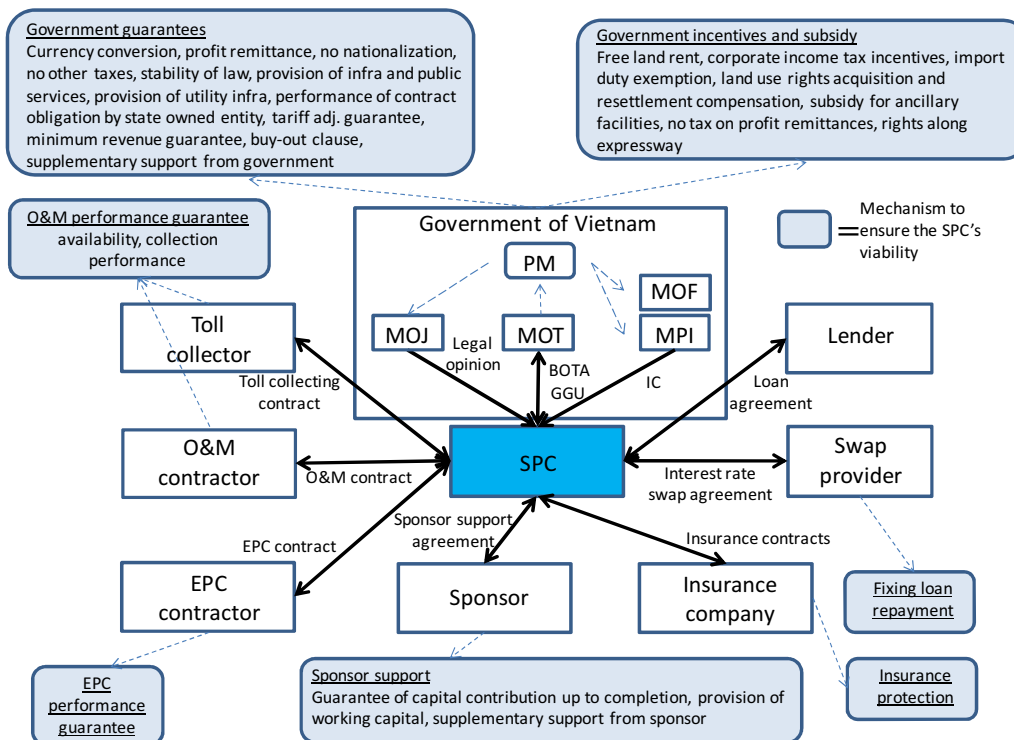 Government guarantees
Currency conversion, profit remittance, no nationalization,
no other taxes, stability of law, provision of infra and public
services, provision of utility infra, performance of contract
obligation by state owned entity, tariff adj. guarantee,
minimum revenue guarantee, buy-out clause,
supplementary support from government
Government incentives and subsidy
Free land rent, corporate income tax incentives, import
duty exemption, land use rights acquisition and
resettlement compensation, subsidy for ancillary
facilities, no tax on profit remittances, rights along
expressway
O&M performance guarantee
availability, collection
performance
Government of Vietnam
Mechanism to
ensure the SPC's
viability
=
PM
MOF
MOJ
MOT
MPI
Toll
collector
Lender
Legal
opinion
BOTA
GGU
IC
Toll collecting
contract
Loan
agreement
O&M
contractor
O&M contract
SPC
Interest rate
swap agreement
Swap
provider
EPC contract
Sponsor support
agreement
Insurance contracts
EPC
contractor
Sponsor
Insurance
company
Fixing loan
repayment
EPC
performance
guarantee
Sponsor support
Guarantee of capital contribution up to completion, provision of
working capital, supplementary support from sponsor
Insurance
protection